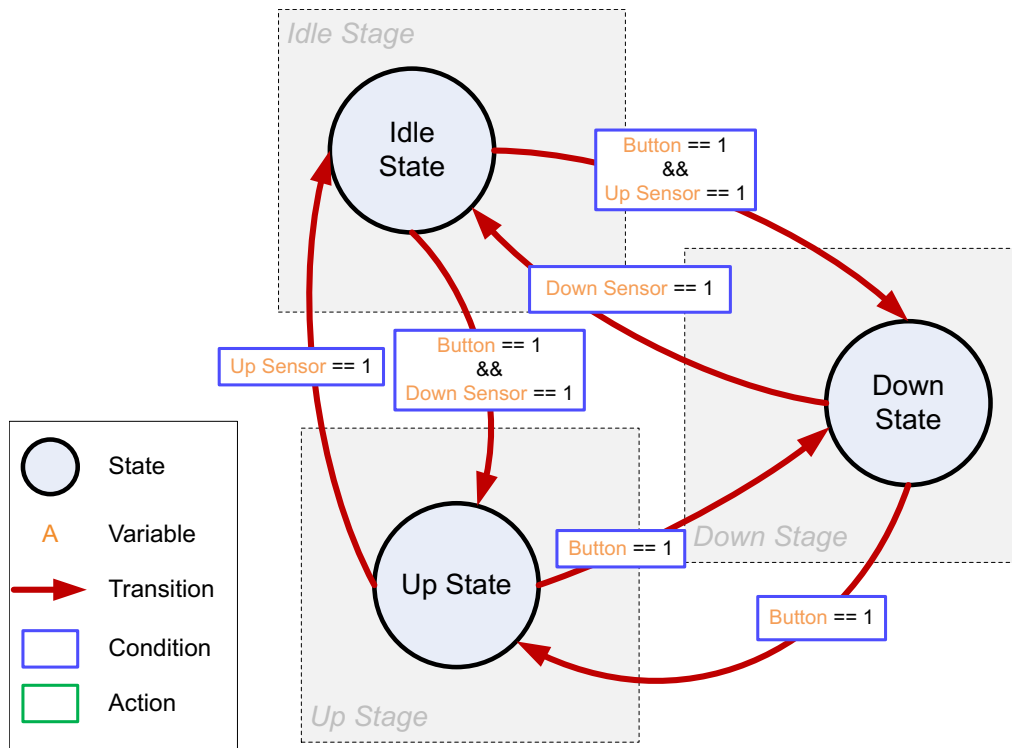 Idle Stage
Idle
State
Button == 1
&&
Up Sensor == 1
Down Sensor == 1
Up Sensor == 1
Button == 1
&&
Down Sensor == 1
Down
State
Down Stage
Button == 1
Up State
Button == 1
Up Stage
State
A Variable
Transition
Condition
Action